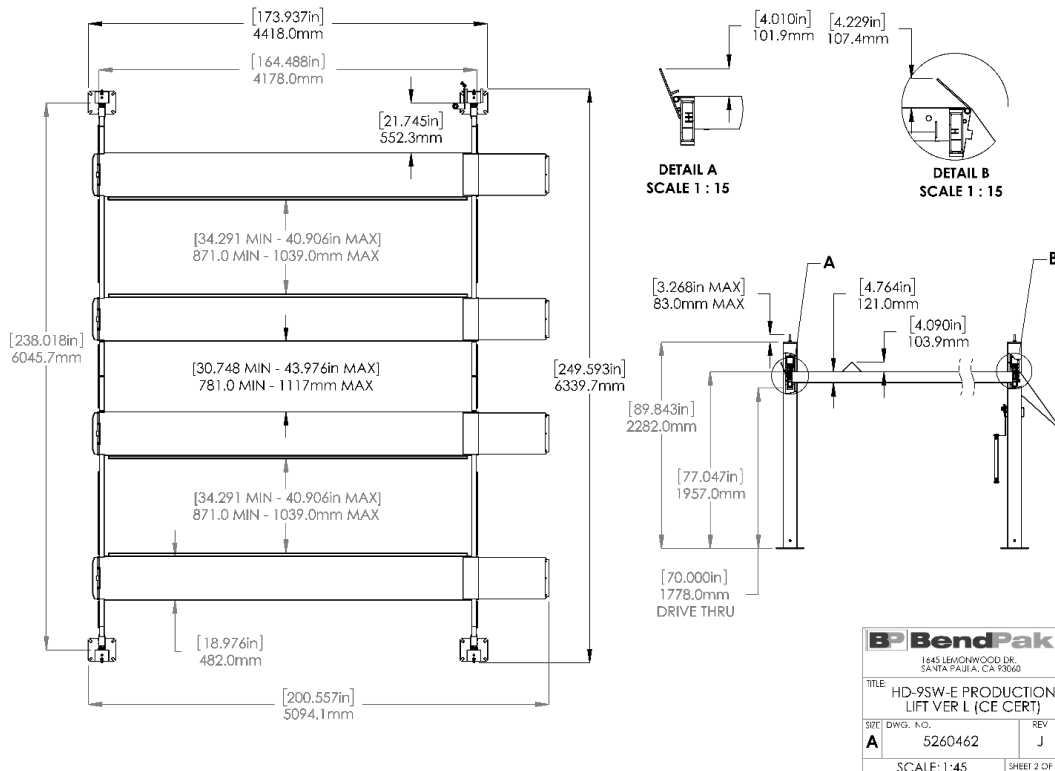 [173.937in]
4418.0mm
[164.488in]
4178.0mm
[21.745in]
552.3mm
[34.291 MIN - 40.906in MAX]
871.0 MIN - 1039.0mm MAX
[238.018in]
6045.7mm
[30.748 MIN - 43.976in MAX]
781.0 MIN - 1117mm MAX
[249.593in]
6339.7mm
[34.291 MIN - 40.906in MAX]
871.0 MIN - 1039.0mm MAX
[18.976in]
482.0mm
[200.557in]
5094.1mm
[4.010in]
101.9mm
[4.229in]
107.4mm
H
H
DETAIL A
SCALE 1 : 15
DETAIL B
SCALE 1 : 15
A
B
[3.268in MAX]
83.0mm MAX
[4.764in]
121.0mm
[4.090in]
103.9mm
[89.843in]
2282.0mm
[77.047in]
1957.0mm
[70.000in]
1778.0mm
DRIVE THRU
BP BendPak
1645 LEMONWOOD DR.
SANTA PAULA, CA 93060
TITLE:
HD-9SW-E PRODUCTION
LIFT VER L (CE CERT)
SIZE DWG. NO. REV
A 5260462 J
SCALE: 1:45 SHEET 2 OF